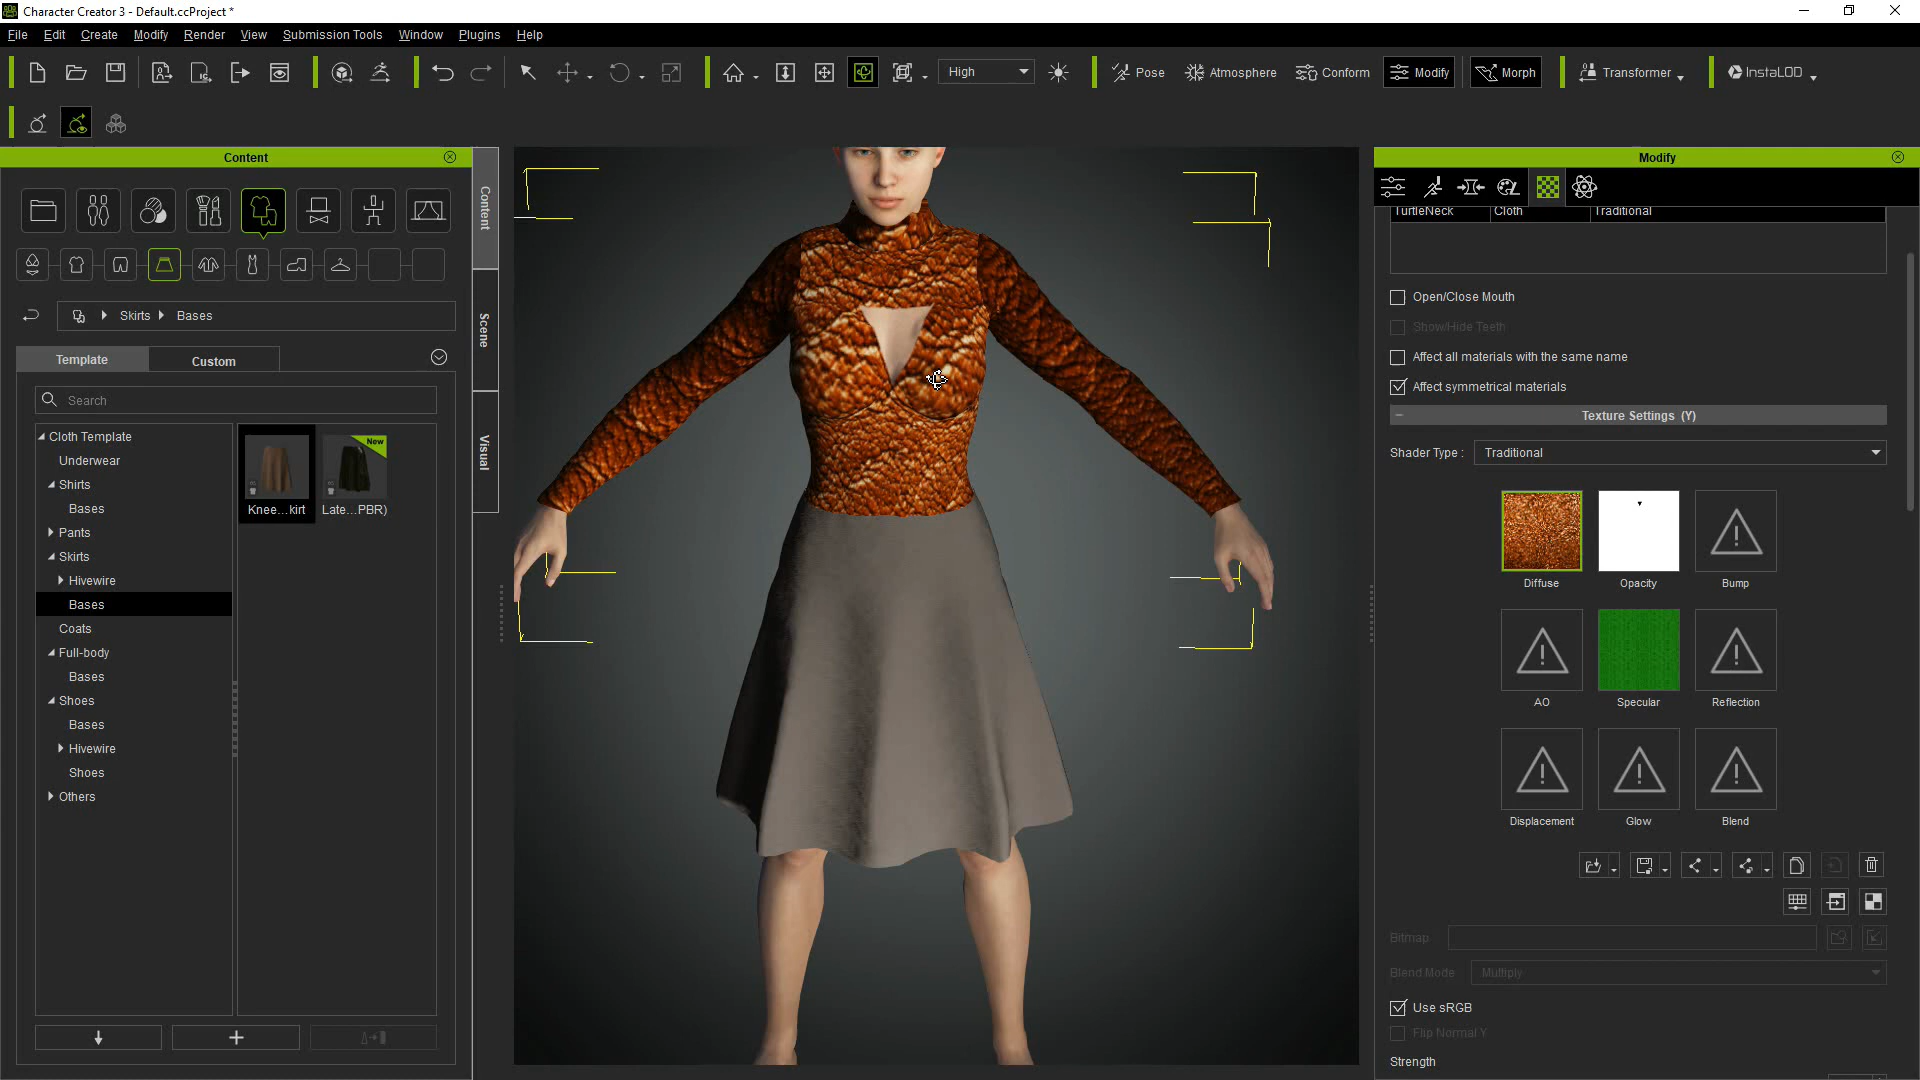 Character Creator 3 - Default.ccProject *
File Edit Create Modify Render View Submission Tools Window Plugins Help
High Pose Atmosphere Conform Modify Morph Transformer InstaLOD
Content
Skirts Bases
Template Custom
Search
Cloth Template
Underwear
Shirts
Bases
Pants
Skirts
Hivewire
Bases
Coats
Full-body
Bases
Shoes
Bases
Hivewire
Shoes
Others
New
Knee...kirt Late...PBR)
Content
Scene
Visual
Modify
TurtleNeck Cloth Traditional
Open/Close Mouth
Show/Hide Teeth
Affect all materials with the same name
Affect symmetrical materials
Texture Settings (Y)
Shader Type : Traditional
Diffuse Opacity Bump
AO Specular Reflection
Displacement Glow Blend
Bitmap
Blend Mode Multiply
Use sRGB
Flip Normal Y
Strength